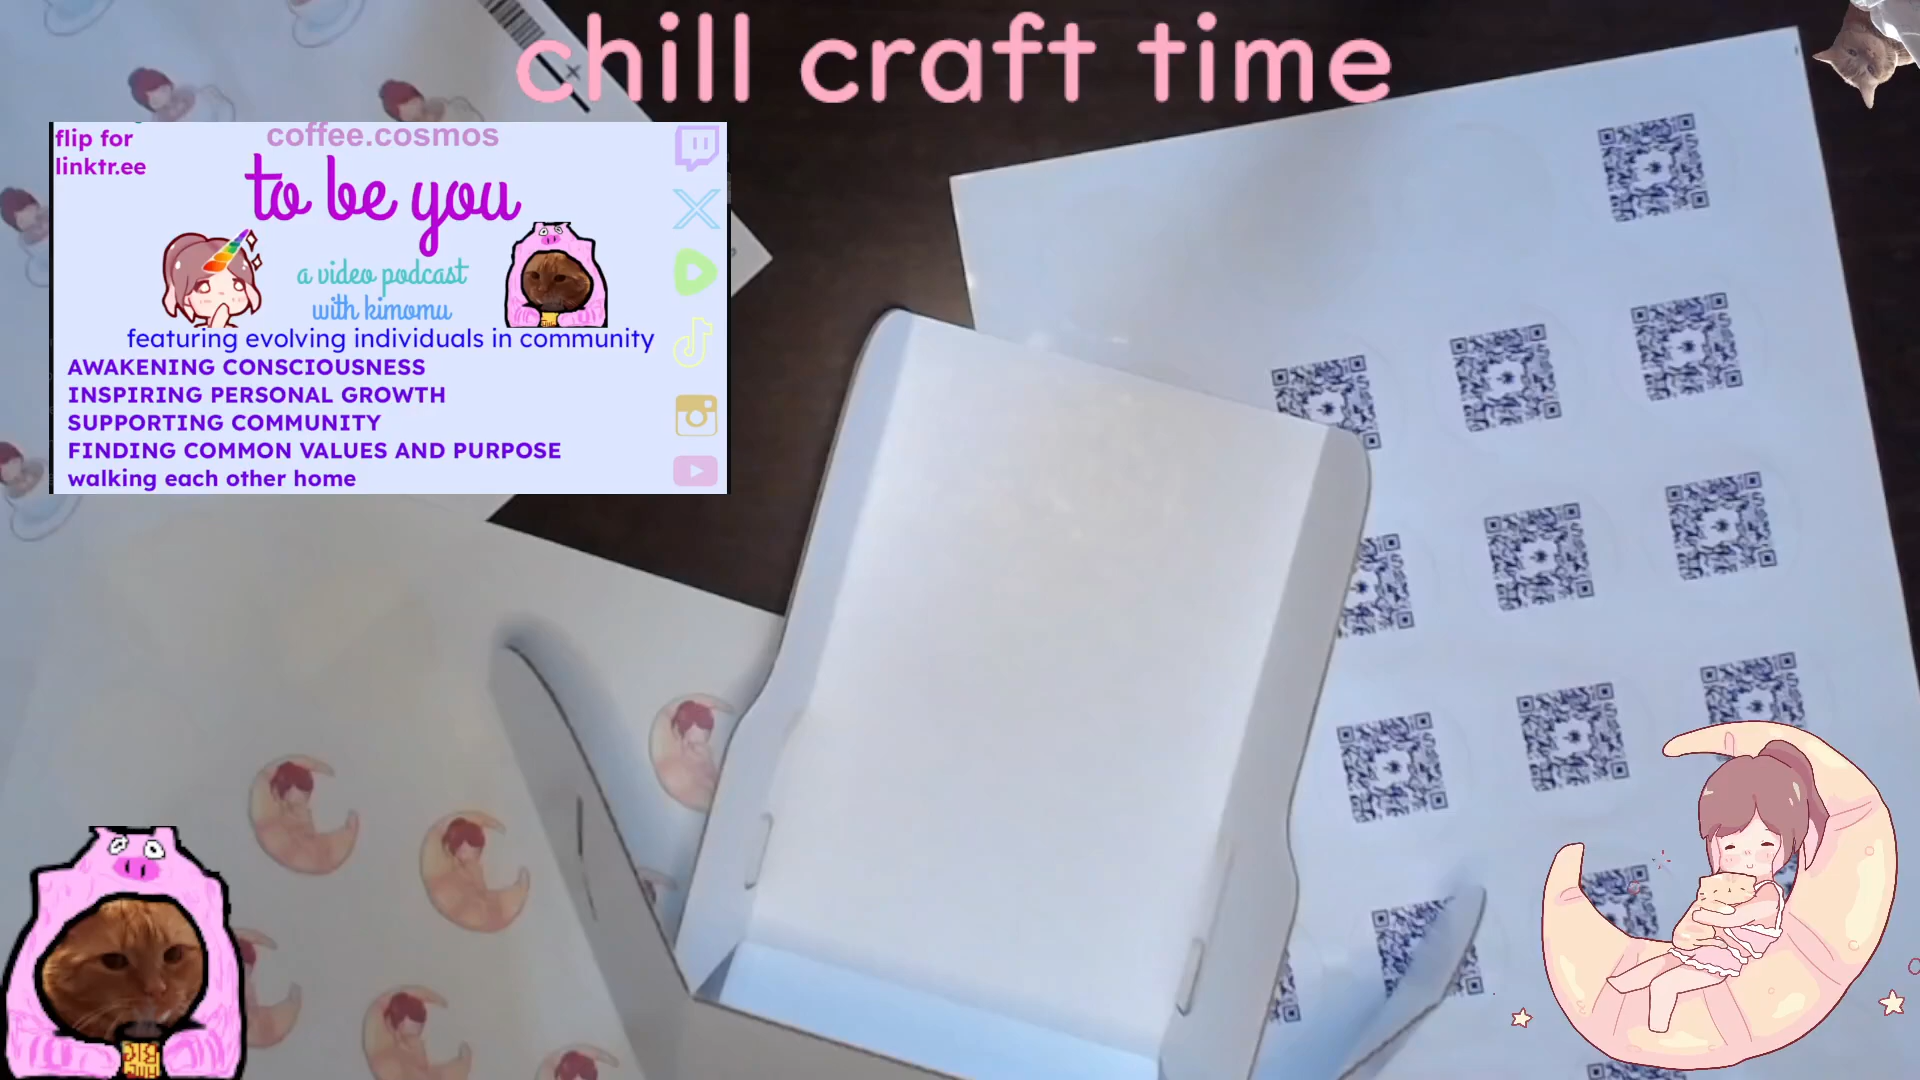 chill craft time
flip for
linktr.ee
coffee.cosmos
to be you
a video podcast
with kimomu
featuring evolving individuals in community
AWAKENING CONSCIOUSNESS
INSPIRING PERSONAL GROWTH
SUPPORTING COMMUNITY
FINDING COMMON VALUES AND PURPOSE
walking each other home